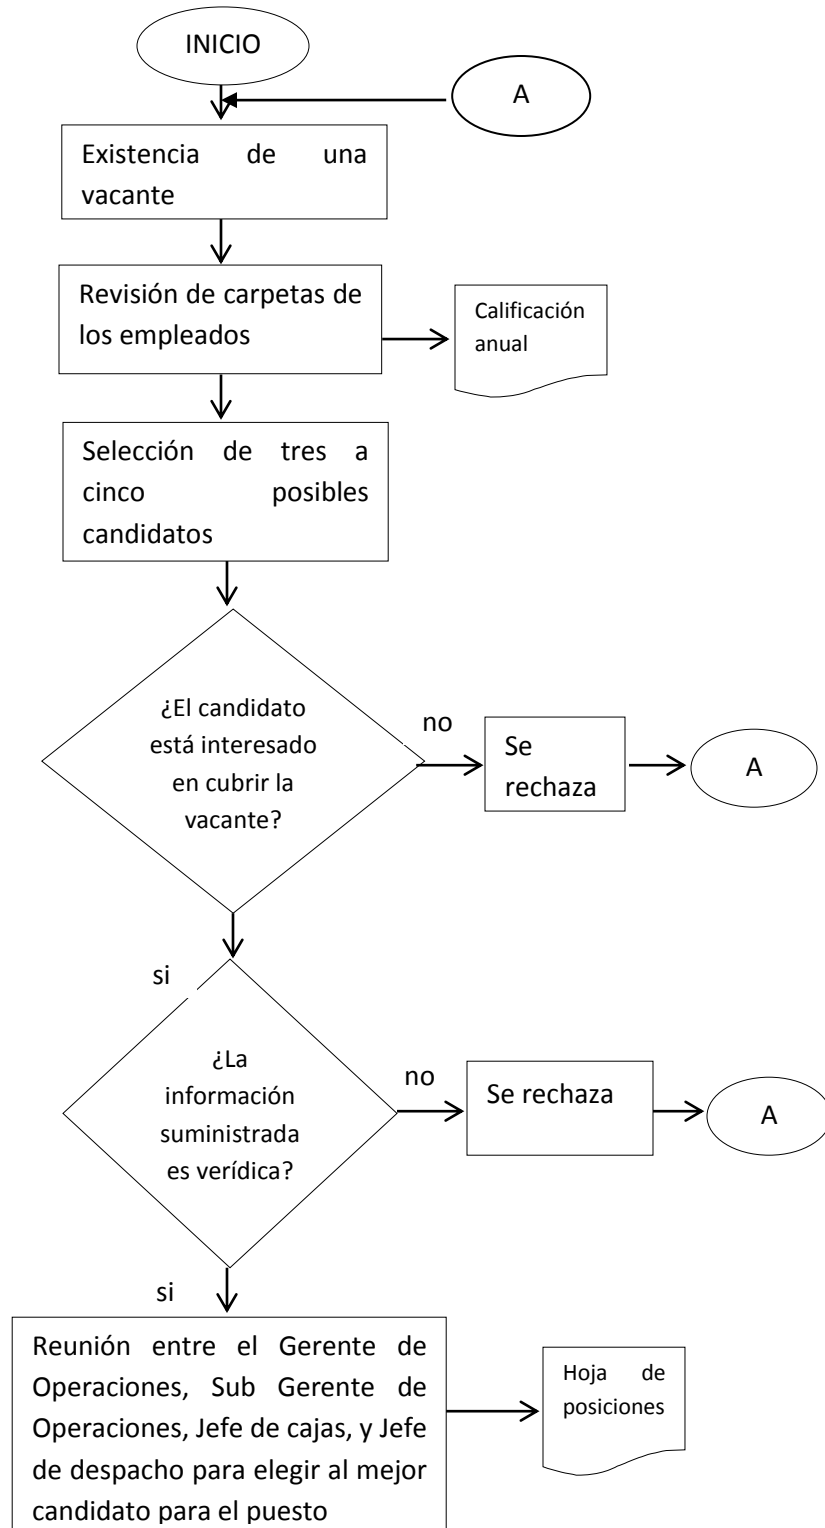 INICIO
A
Existencia de una
vacante
Revisión de carpetas de
los empleados
Calificación
anual
Selección de tres a
cinco posibles
candidatos
¿El candidato
está interesado
en cubrir la
vacante?
no
Se
rechaza
A
si
¿La
información
suministrada
es verídica?
no
Se rechaza
A
si
Reunión entre el Gerente de
Operaciones, Sub Gerente de
Operaciones, Jefe de cajas, y Jefe
de despacho para elegir al mejor
candidato para el puesto
Hoja de
posiciones